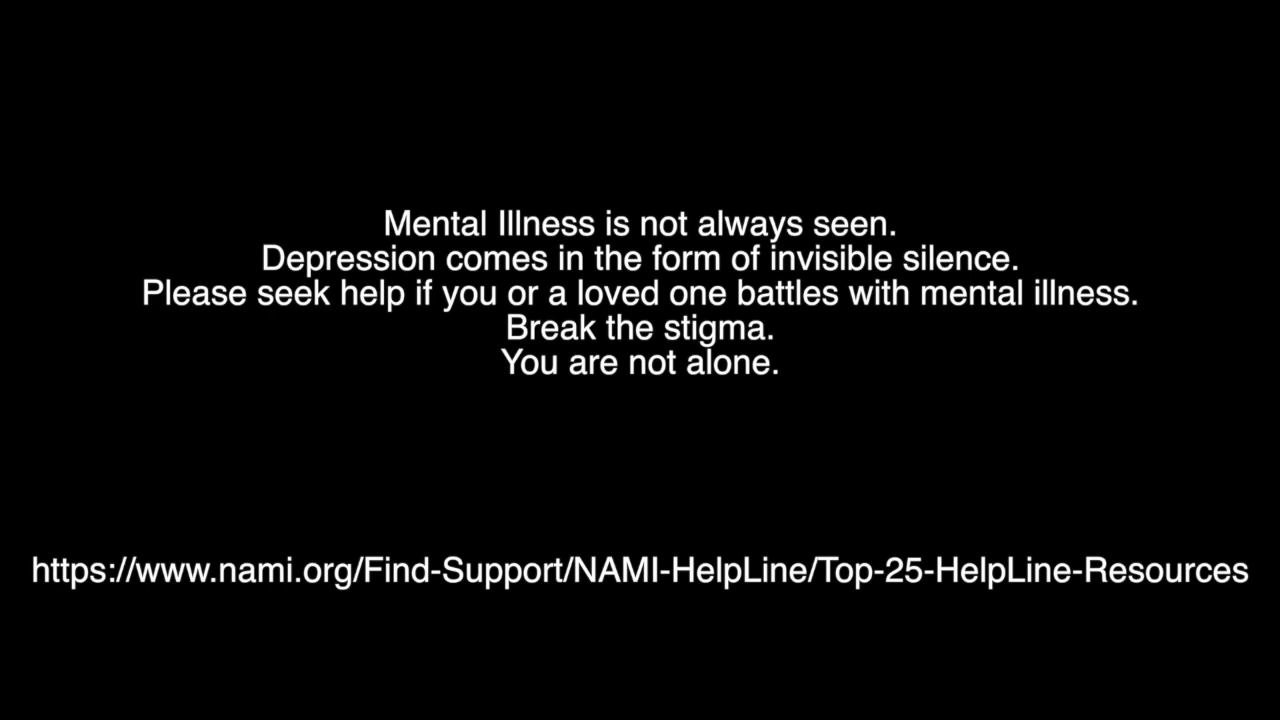 Mental Illness is not always seen.
Depression comes in the form of invisible silence.
Please seek help if you or a loved one battles with mental illness.
Break the stigma.
You are not alone.
https://www.nami.org/Find-Support/NAMI-HelpLine/Top-25-HelpLine-Resources